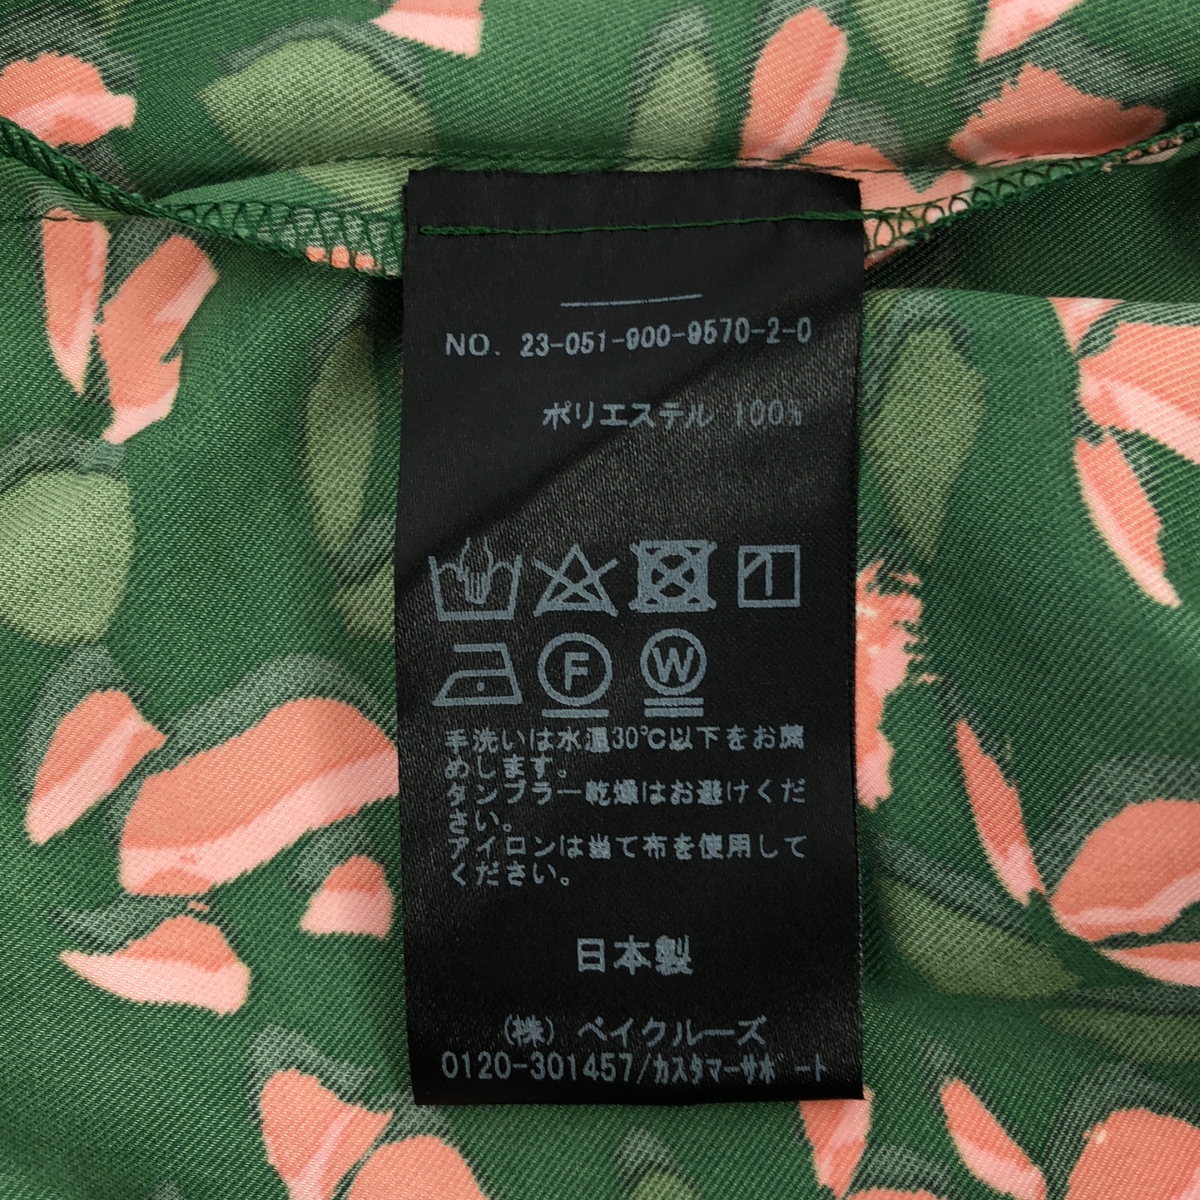 NO. 23-051-900-9570-2-0
ポリエステル 100%
F
W
手洗いは水温30℃以下をお薦
めします。
タンブラー乾燥はお避けくだ
さい。
アイロンは当て布を使用して
ください。
日本製
(株) ベイクルーズ
0120-301457/カスタマーサポート